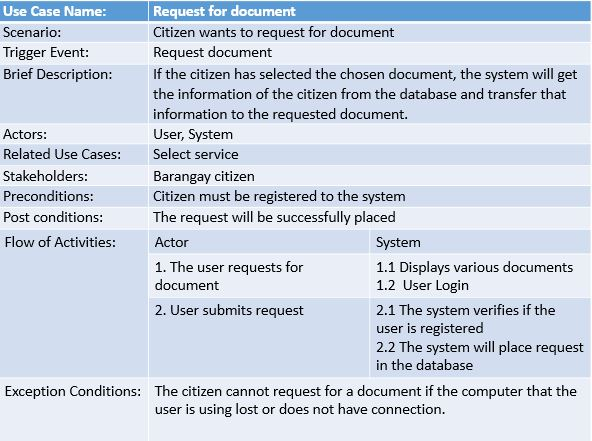 Use Case Name: Request for document
Scenario: Citizen wants to request for document
Trigger Event: Request document
Brief Description: If the citizen has selected the chosen document, the system will get
the information of the citizen from the database and transfer that
information to the requested document.
Actors: User, System
Related Use Cases: Select service
Stakeholders: Barangay citizen
Preconditions: Citizen must be registered to the system
Post conditions: The request will be successfully placed
Flow of Activities: Actor System
1. The user requests for
document
1.1 Displays various documents
1.2 User Login
2. User submits request
2.1 The system verifies if the
user is registered
2.2 The system will place request
in the database
Exception Conditions: The citizen cannot request for a document if the computer that the
user is using lost or does not have connection.